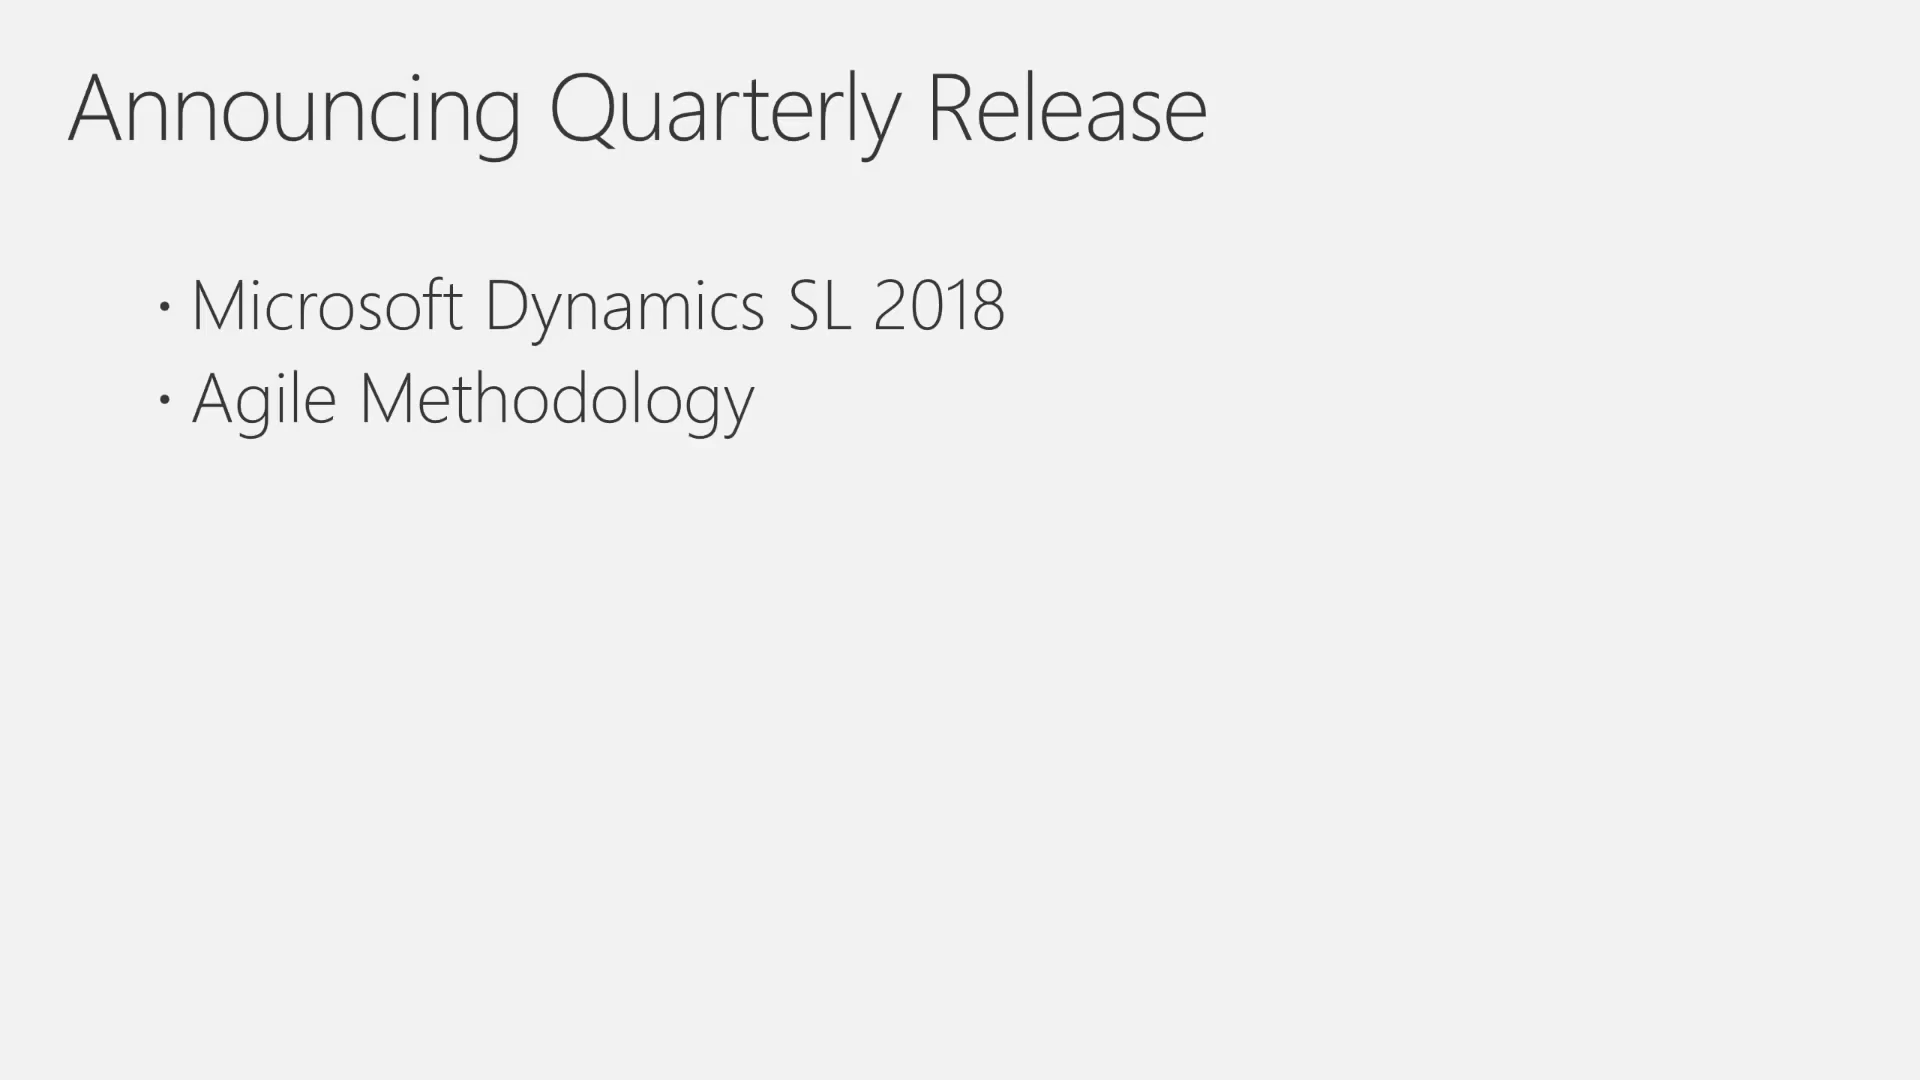 Announcing Quarterly Release
· Microsoft Dynamics SL 2018
· Agile Methodology